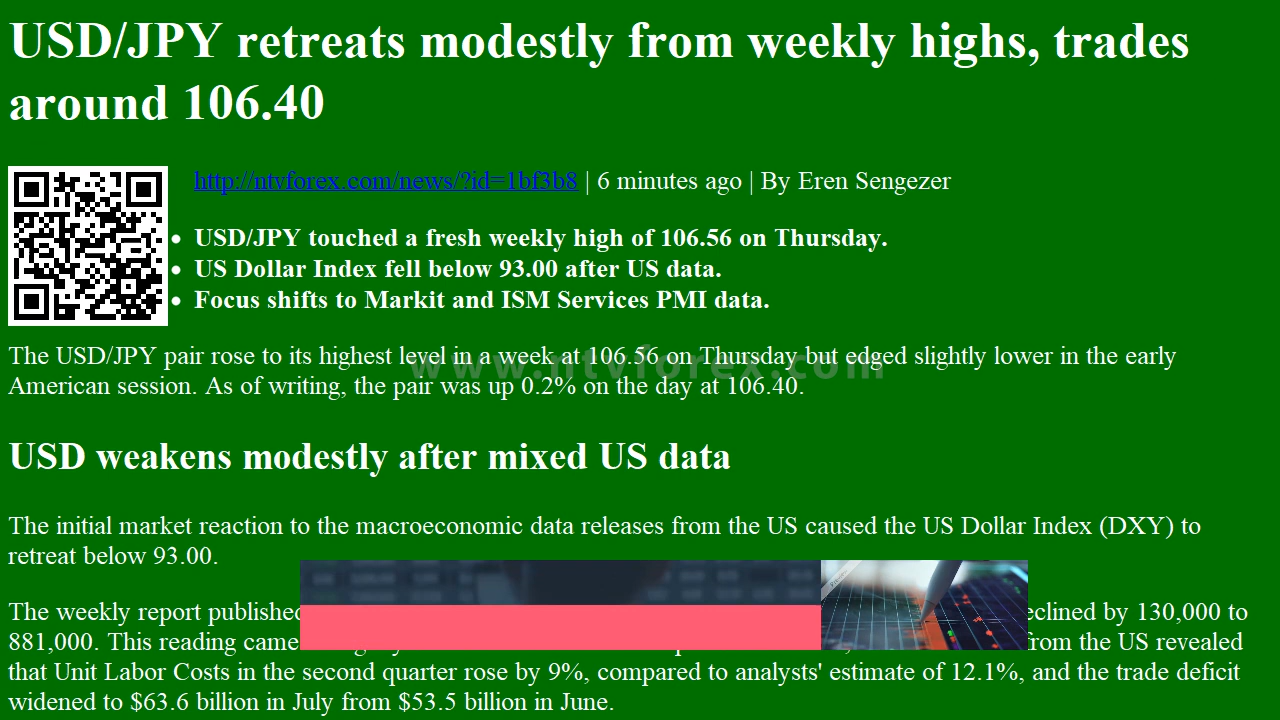 USD/JPY retreats modestly from weekly highs, trades
around 106.40
http://ntvforex.com/news/?id=1bf3b8 | 6 minutes ago | By Eren Sengezer
• USD/JPY touched a fresh weekly high of 106.56 on Thursday.
• US Dollar Index fell below 93.00 after US data.
• Focus shifts to Markit and ISM Services PMI data.
The USD/JPY pair rose to its highest level in a week at 106.56 on Thursday but edged slightly lower in the early
www.ntvforex.com
American session. As of writing, the pair was up 0.2% on the day at 106.40.
USD weakens modestly after mixed US data
The initial market reaction to the macroeconomic data releases from the US caused the US Dollar Index (DXY) to
retreat below 93.00.
The weekly report published eclined by 130,000 to
881,000. This reading came from the US revealed
that Unit Labor Costs in the second quarter rose by 9%, compared to analysts' estimate of 12.1%, and the trade deficit
widened to $63.6 billion in July from $53.5 billion in June.